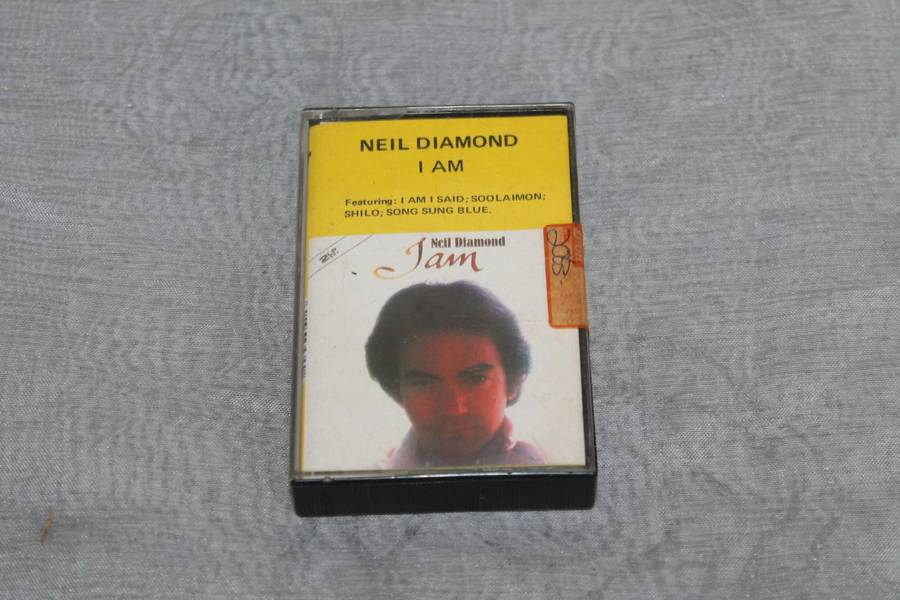 NEIL DIAMOND
I AM
Featuring: I AM I SAID; SOOLAIMON;
SHILO; SONG SUNG BLUE.
Neil Diamond
I am